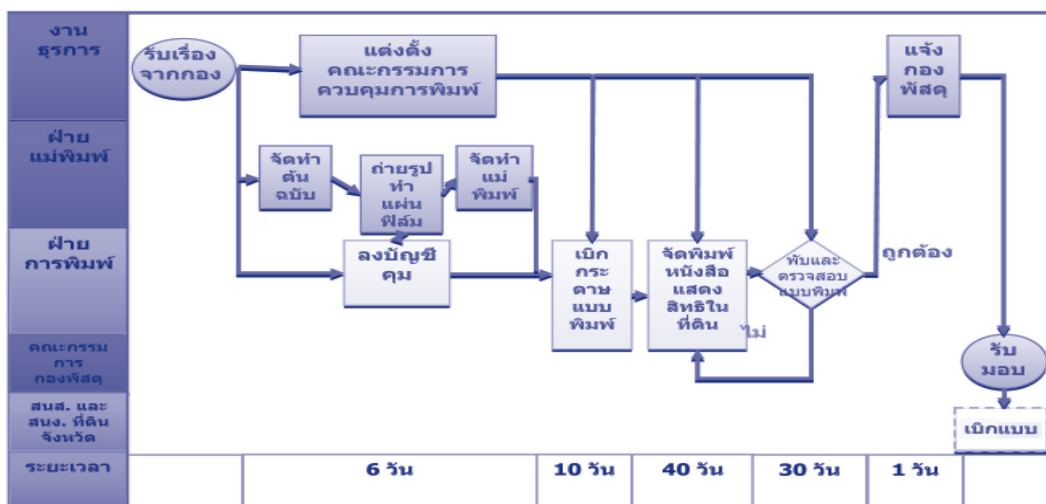 งาน
ธุรการ
รับเรื่อง
จากกอง
แต่งตั้ง
คณะกรรมการ
ควบคุมการพิมพ์
แจ้ง
กอง
พัสดุ
ฝ่าย
แม่พิมพ์
จัดทำ
ต้น
ฉบับ
ถ่ายรูป
ทำ
แผ่น
ฟิล์ม
จัดทำ
แม่
พิมพ์
ฝ่าย
การพิมพ์
ลงบัญชี
คุม
เบิก
กระ
ดาษ
แบบ
พิมพ์
จัดพิมพ์
หนังสือ
แสดง
สิทธิใน
ที่ดิน
พับและ
ตรวจสอบ
แบบพิมพ์
ถูกต้อง
ไม่
คณะกรรม
การ
กองพัสดุ
รับ
มอบ
สนส. และ
สนง. ที่ดิน
จังหวัด
เบิกแบบ
ระยะเวลา
6 วัน
10 วัน
40 วัน
30 วัน
1 วัน